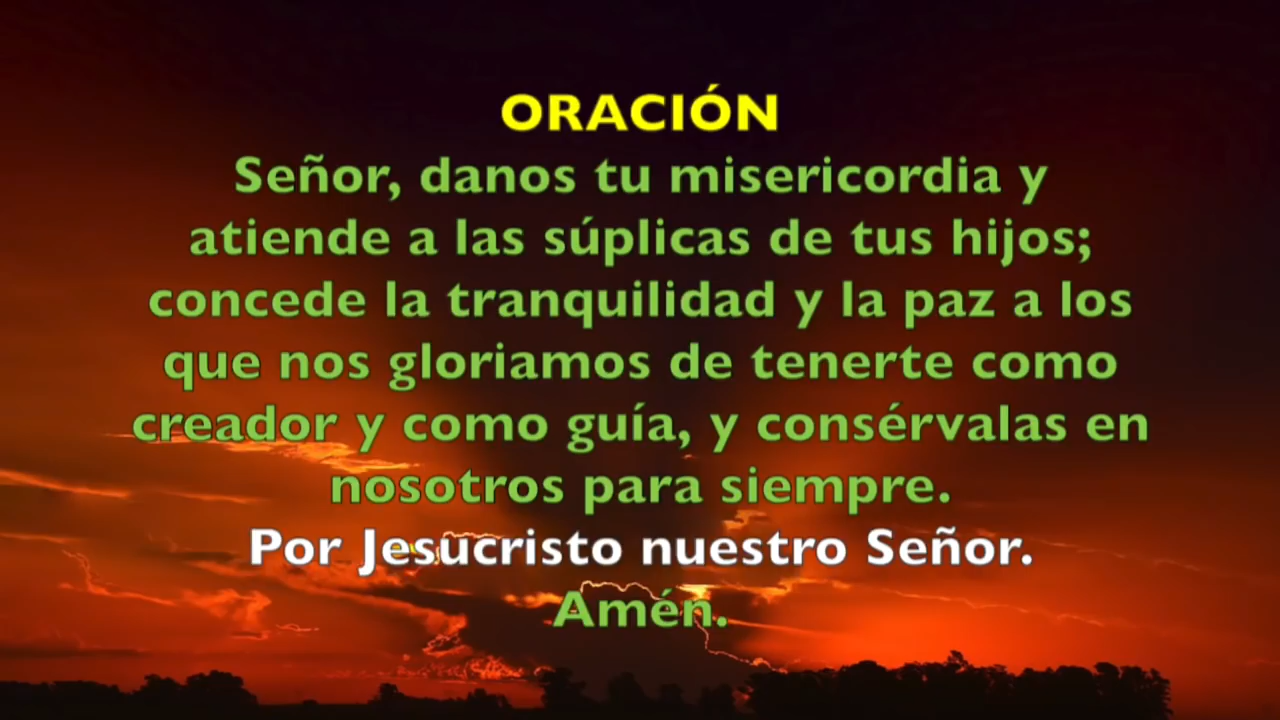 ORACIÓN
Señor, danos tu misericordia y
atiende a las súplicas de tus hijos;
concede la tranquilidad y la paz a los
que nos gloriamos de tenerte como
creador y como guía, y consérvalas en
nosotros para siempre.
Por Jesucristo nuestro Señor.
Amén.